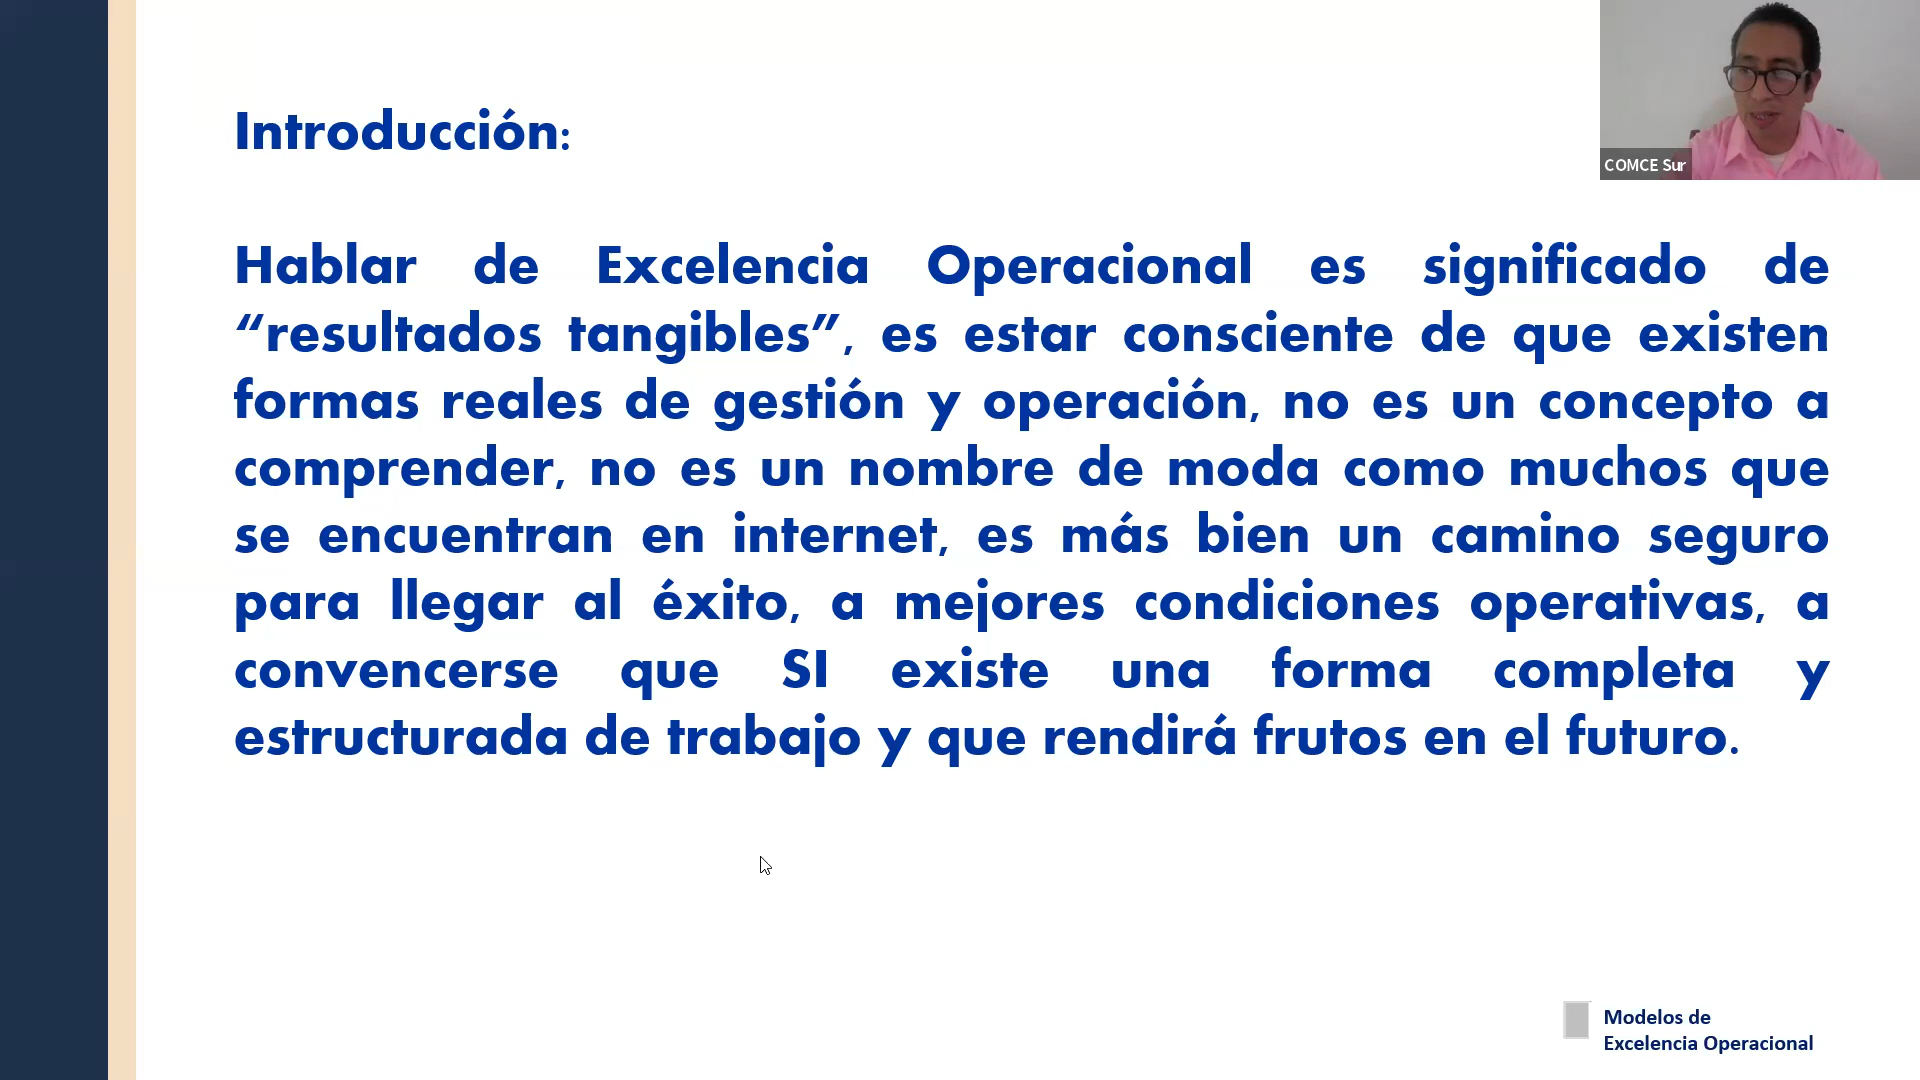 Introducción:
Hablar de Excelencia Operacional es significado de
“resultados tangibles”, es estar consciente de que existen
formas reales de gestión y operación, no es un concepto a
comprender, no es un nombre de moda como muchos que
se encuentran en internet, es más bien un camino seguro
para llegar al éxito, a mejores condiciones operativas, a
convencerse que SI existe una forma completa y
estructurada de trabajo y que rendirá frutos en el futuro.
COMCE Sur
Modelos de
Excelencia Operacional